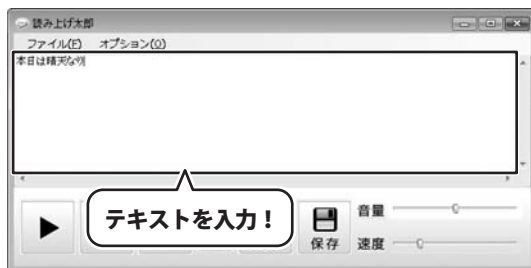 読み上げ太郎
ファイル(F) オプション(O)
本日は晴天なり
テキストを入力！
保存
音量
速度